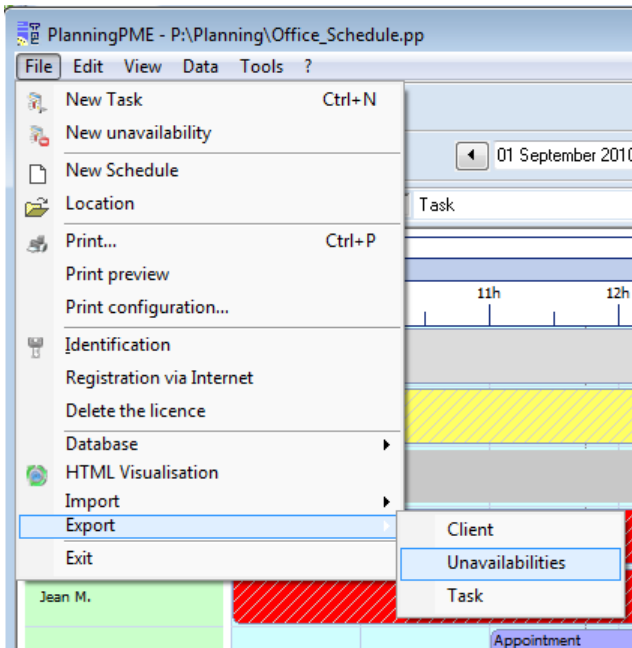 PlanningPME - P:\Planning\Office_Schedule.pp
File Edit View Data Tools ?
New Task Ctrl+N
New unavailability
01 September 2010
New Schedule
Location
Task
Print... Ctrl+P
Print preview
11h 12h
Print configuration...
Identification
Registration via Internet
Delete the licence
Database
HTML Visualisation
Import
Export
Client
Exit
Unavailabilities
Jean M.
Task
Appointment